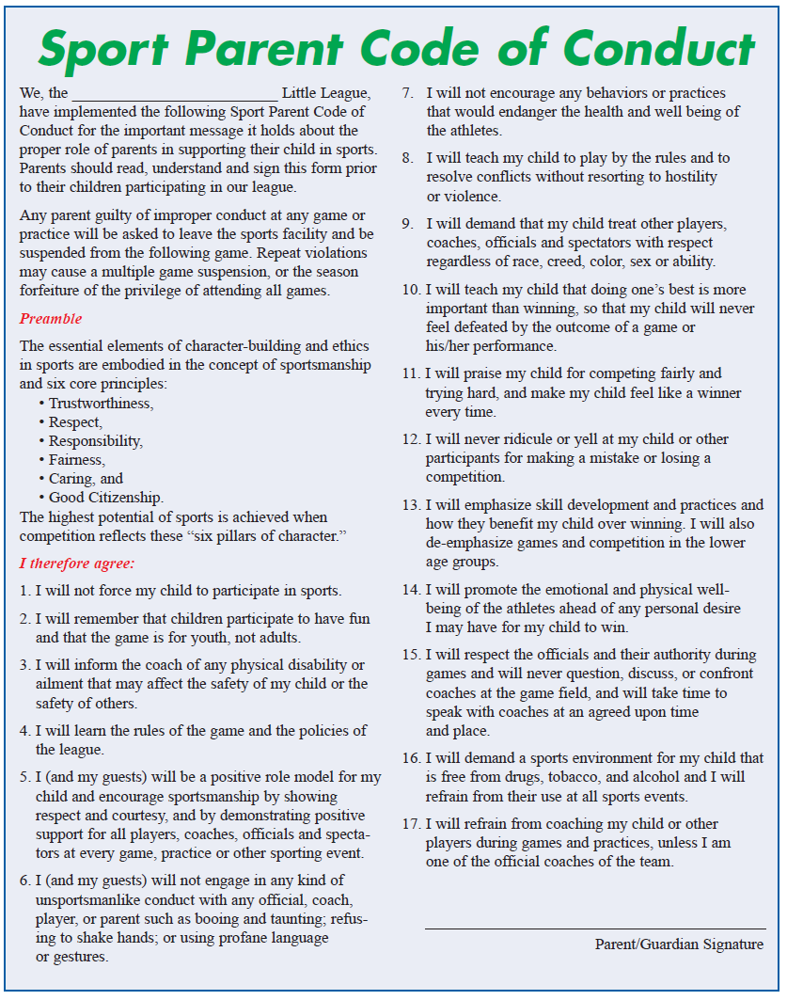 Sport Parent Code of Conduct
We, the ___________________________ Little League,
have implemented the following Sport Parent Code of
Conduct for the important message it holds about the
proper role of parents in supporting their child in sports.
Parents should read, understand and sign this form prior
to their children participating in our league.
Any parent guilty of improper conduct at any game or
practice will be asked to leave the sports facility and be
suspended from the following game. Repeat violations
may cause a multiple game suspension, or the season
forfeiture of the privilege of attending all games.
Preamble
The essential elements of character-building and ethics
in sports are embodied in the concept of sportsmanship
and six core principles:
• Trustworthiness,
• Respect,
• Responsibility,
• Fairness,
• Caring, and
• Good Citizenship.
The highest potential of sports is achieved when
competition reflects these “six pillars of character.”
I therefore agree:
1. I will not force my child to participate in sports.
2. I will remember that children participate to have fun
and that the game is for youth, not adults.
3. I will inform the coach of any physical disability or
ailment that may affect the safety of my child or the
safety of others.
4. I will learn the rules of the game and the policies of
the league.
5. I (and my guests) will be a positive role model for my
child and encourage sportsmanship by showing
respect and courtesy, and by demonstrating positive
support for all players, coaches, officials and specta-
tors at every game, practice or other sporting event.
6. I (and my guests) will not engage in any kind of
unsportsmanlike conduct with any official, coach,
player, or parent such as booing and taunting; refus-
ing to shake hands; or using profane language
or gestures.
7. I will not encourage any behaviors or practices
that would endanger the health and well being of
the athletes.
8. I will teach my child to play by the rules and to
resolve conflicts without resorting to hostility
or violence.
9. I will demand that my child treat other players,
coaches, officials and spectators with respect
regardless of race, creed, color, sex or ability.
10. I will teach my child that doing one’s best is more
important than winning, so that my child will never
feel defeated by the outcome of a game or
his/her performance.
11. I will praise my child for competing fairly and
trying hard, and make my child feel like a winner
every time.
12. I will never ridicule or yell at my child or other
participants for making a mistake or losing a
competition.
13. I will emphasize skill development and practices and
how they benefit my child over winning. I will also
de-emphasize games and competition in the lower
age groups.
14. I will promote the emotional and physical well-
being of the athletes ahead of any personal desire
I may have for my child to win.
15. I will respect the officials and their authority during
games and will never question, discuss, or confront
coaches at the game field, and will take time to
speak with coaches at an agreed upon time
and place.
16. I will demand a sports environment for my child that
is free from drugs, tobacco, and alcohol and I will
refrain from their use at all sports events.
17. I will refrain from coaching my child or other
players during games and practices, unless I am
one of the official coaches of the team.
Parent/Guardian Signature